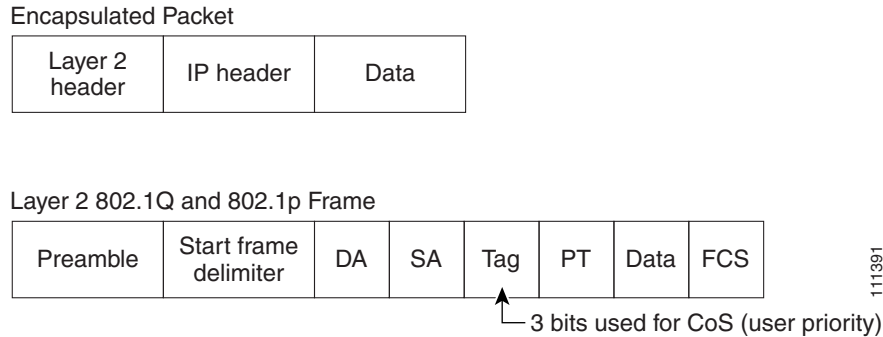 Encapsulated Packet
Layer 2
header
IP header
Data
Layer 2 802.1Q and 802.1p Frame
Preamble
Start frame
delimiter
DA
SA
Tag
PT
Data
FCS
111391
3 bits used for CoS (user priority)